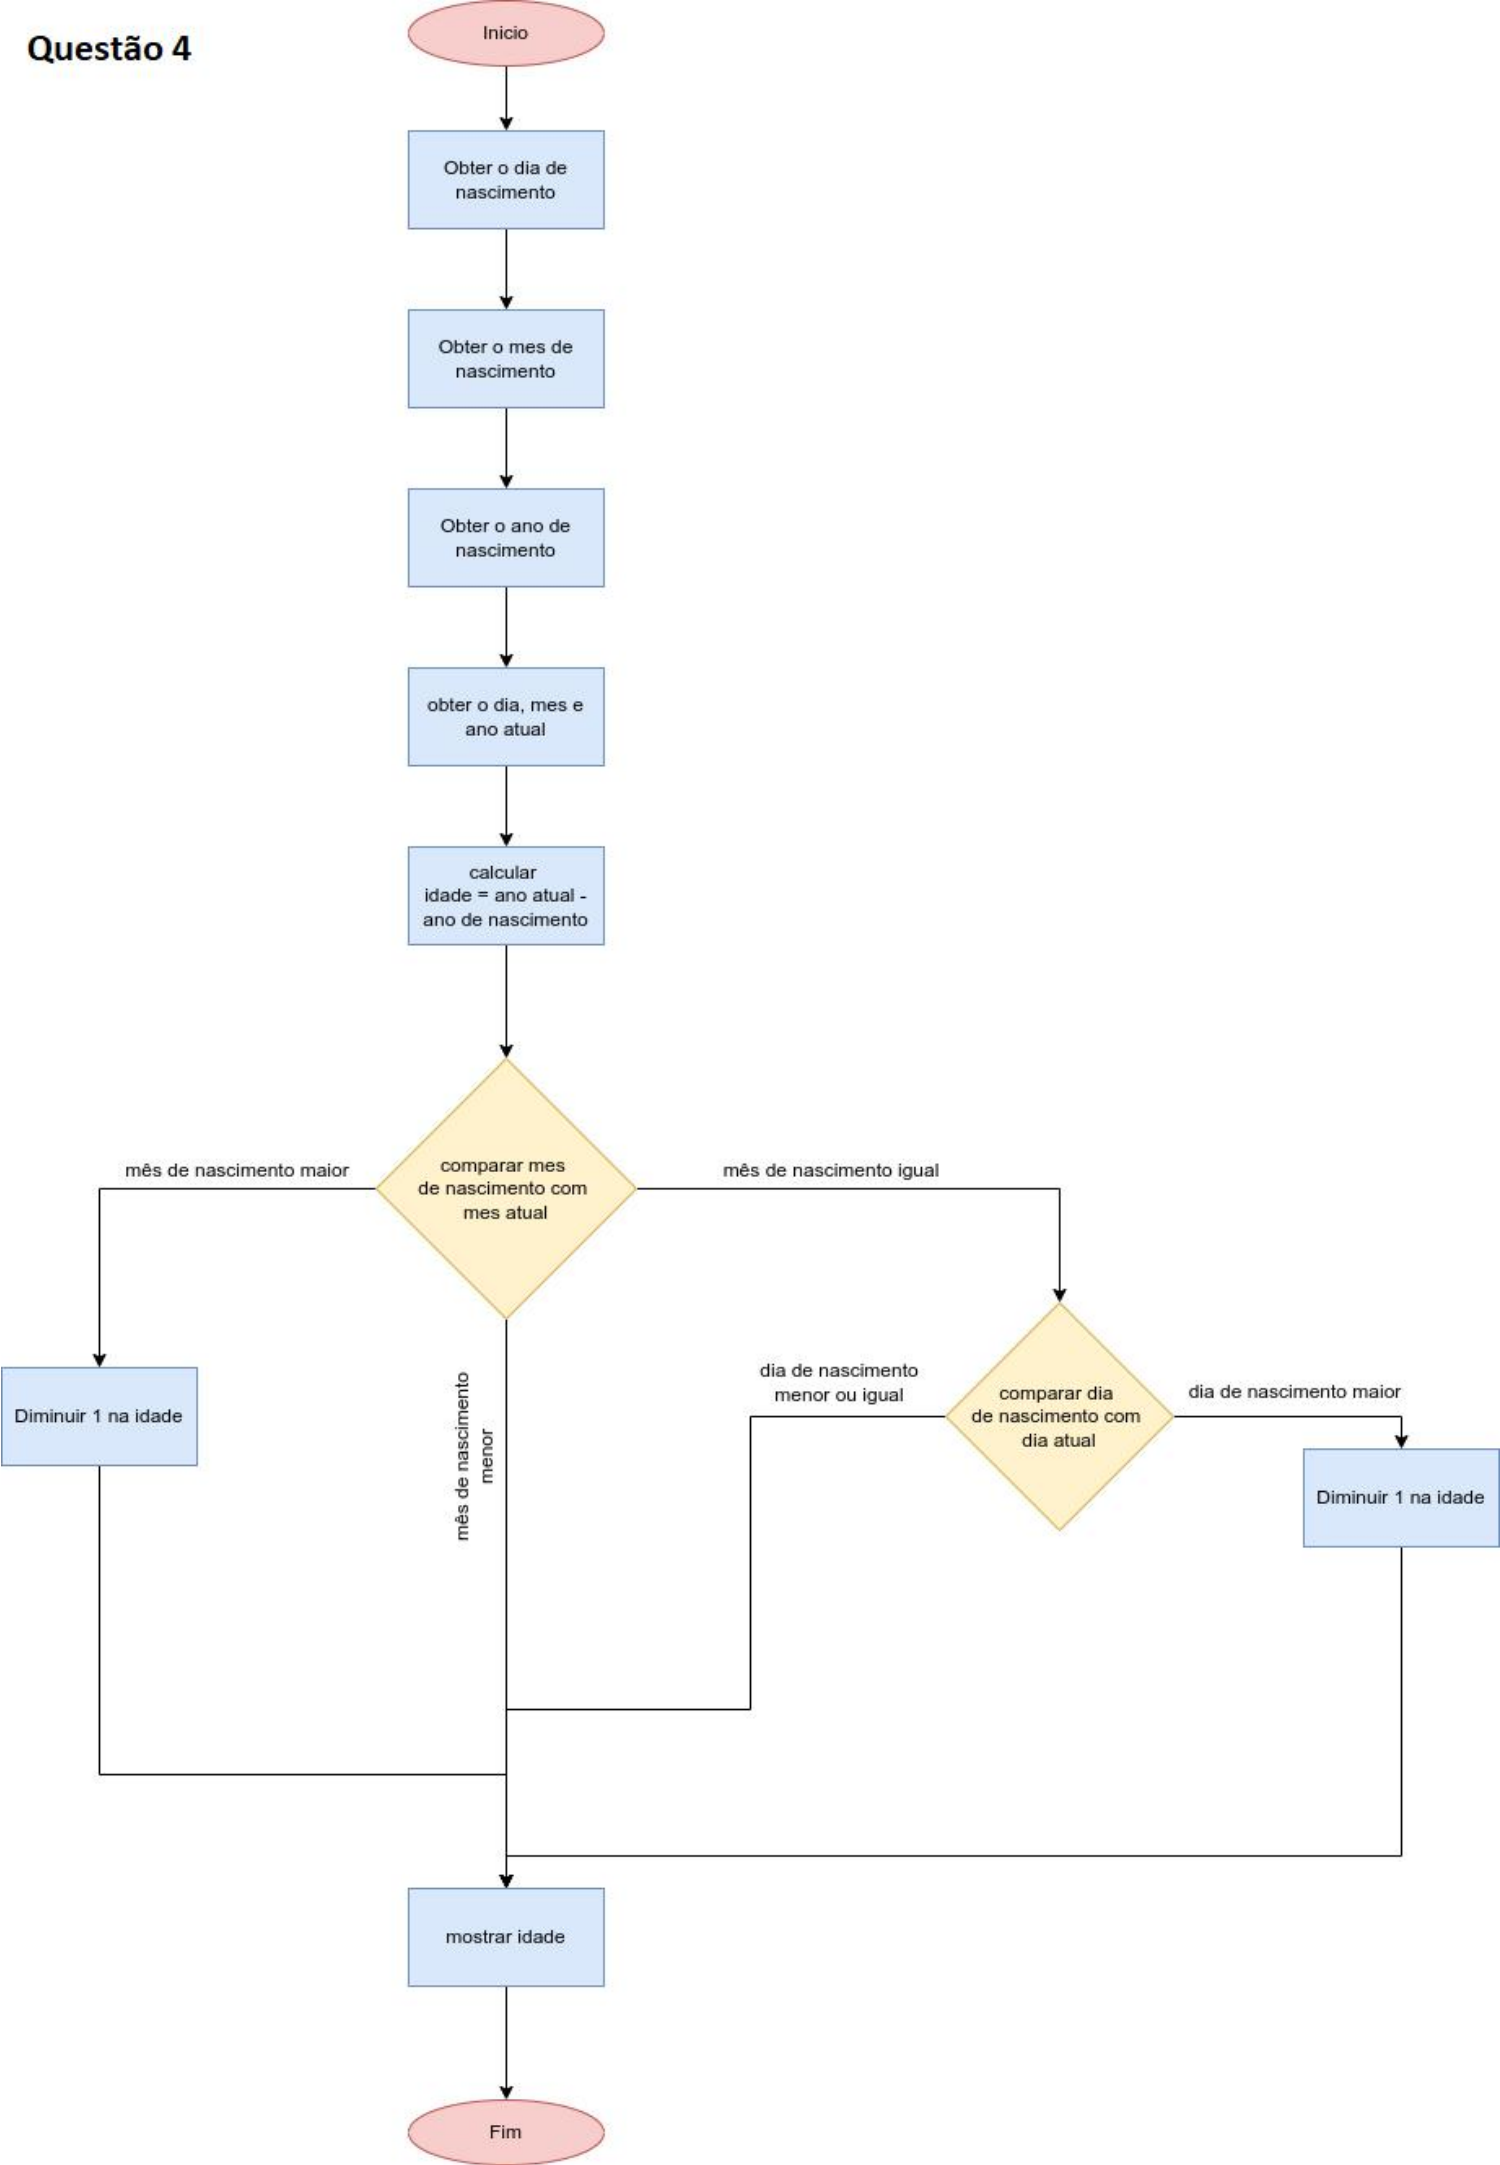 Questão 4
Inicio
Obter o dia de
nascimento
Obter o mes de
nascimento
Obter o ano de
nascimento
obter o dia, mes e
ano atual
calcular
idade = ano atual -
ano de nascimento
comparar mes
de nascimento com
mes atual
mês de nascimento maior
mês de nascimento igual
Diminuir 1 na idade
mês de nascimento
menor
dia de nascimento
menor ou igual
comparar dia
de nascimento com
dia atual
dia de nascimento maior
Diminuir 1 na idade
mostrar idade
Fim